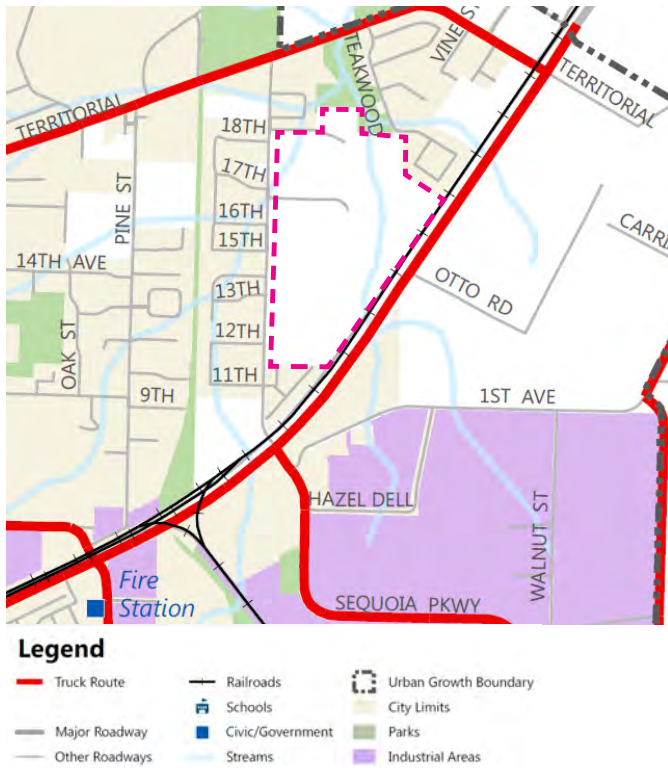 TERRITORIAL
TEAKWOOD
VINE ST
TERRITORIAL
18TH
17TH
16TH
15TH
PINE ST
14TH AVE
13TH
12TH
11TH
OAK ST
9TH
OTTO RD
CARRI
1ST AVE
HAZEL DELL
WALNUT ST
SEQUOIA PKWY
Fire
Station
Legend
Truck Route
Railroads
Urban Growth Boundary
Schools
City Limits
Major Roadway
Civic/Government
Parks
Other Roadways
Streams
Industrial Areas